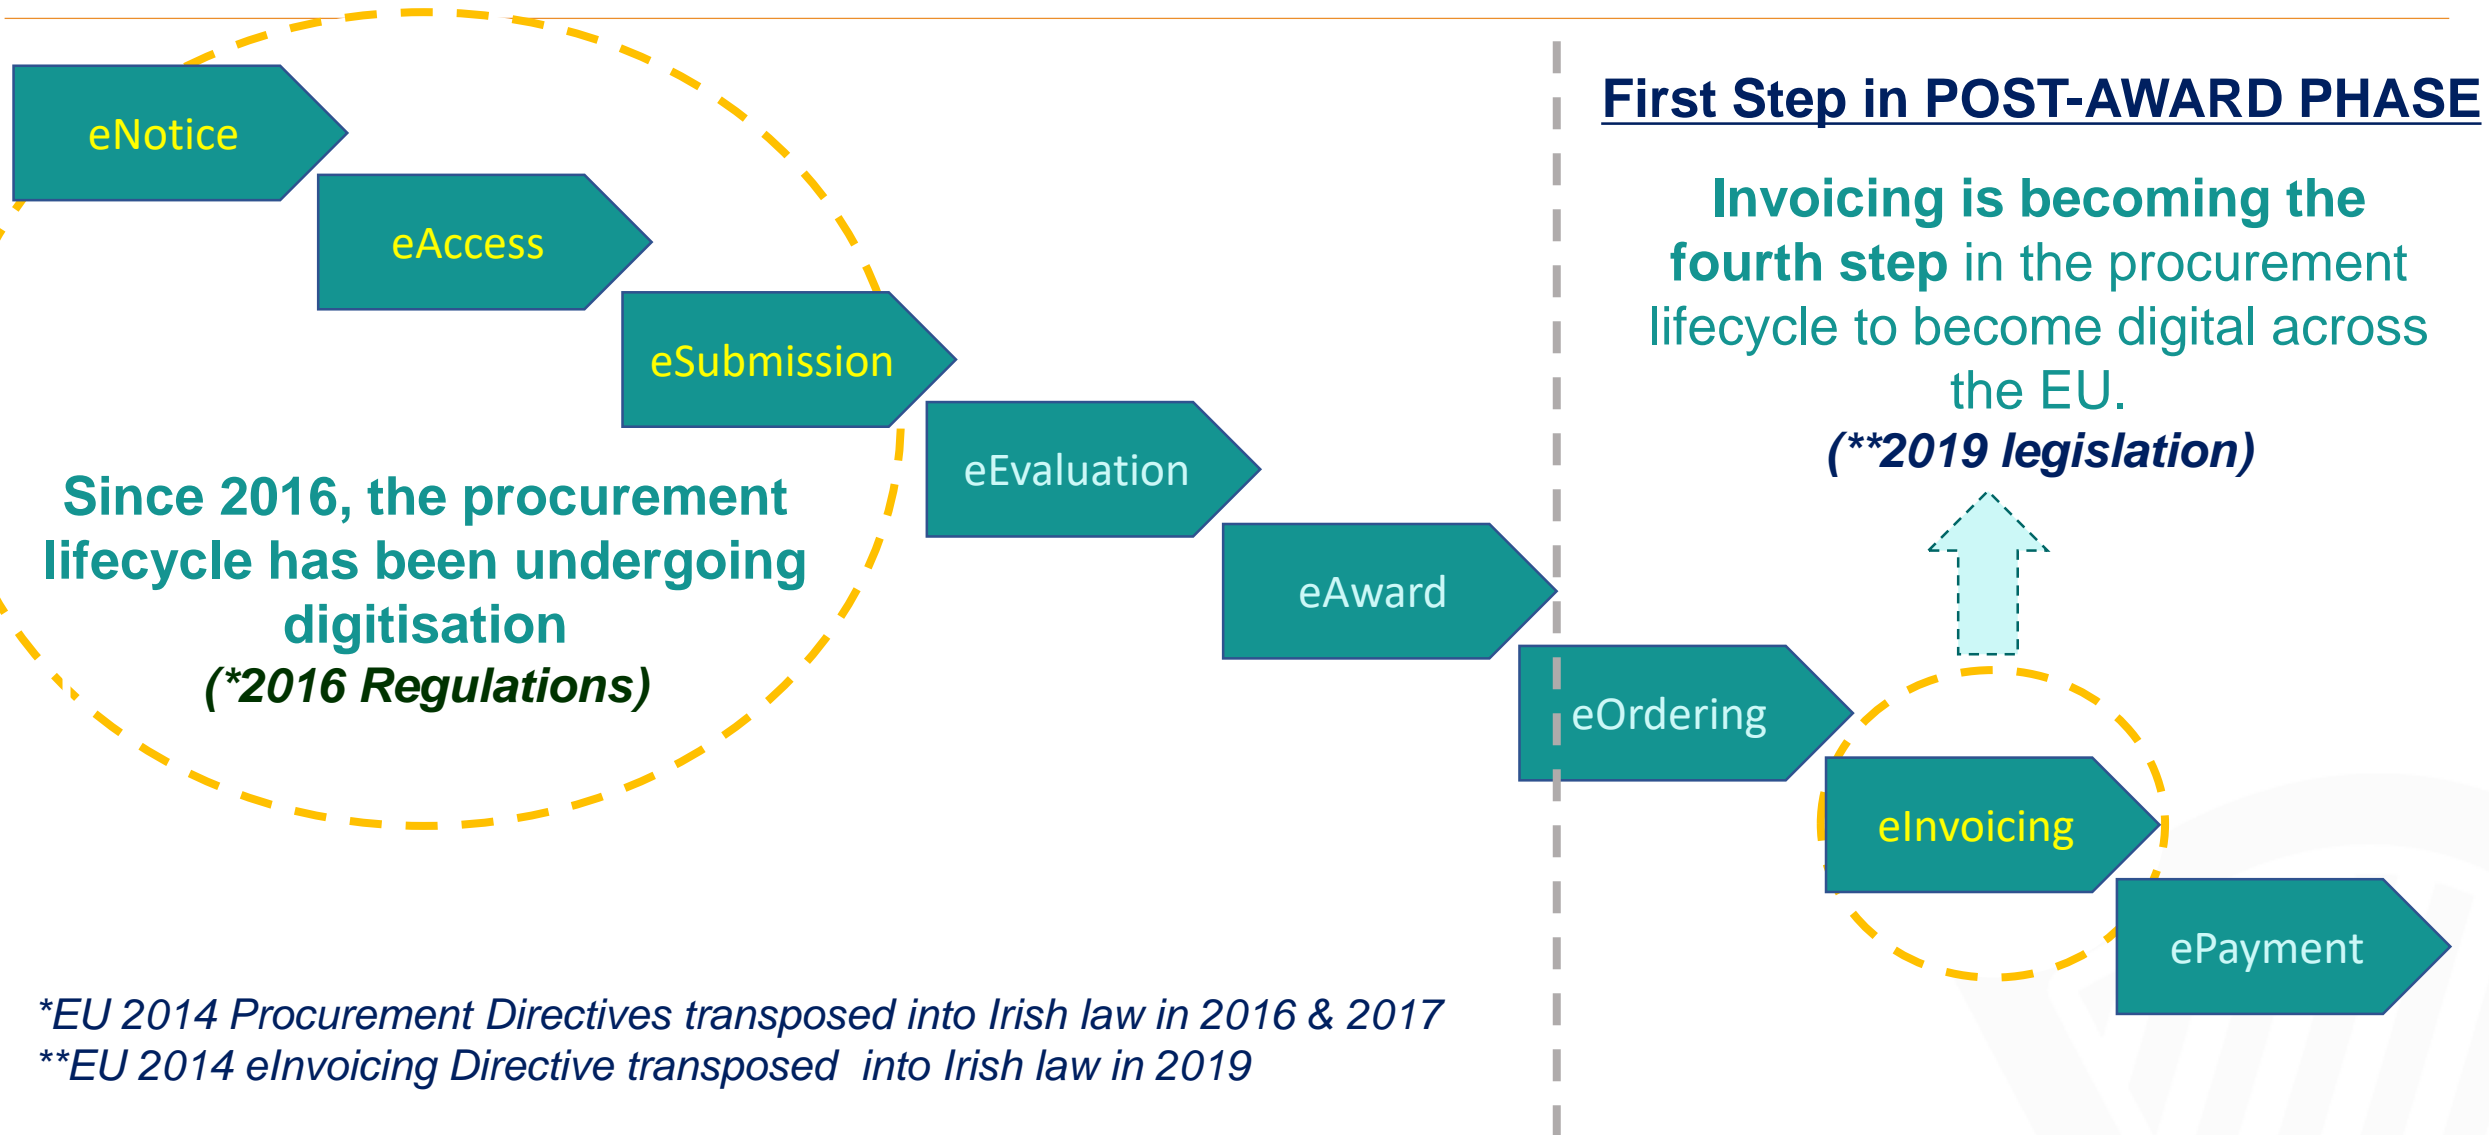 eNotice
eAccess
eSubmission
eEvaluation
eAward
eOrdering
eInvoicing
ePayment
Since 2016, the procurement
lifecycle has been undergoing
digitisation
(*2016 Regulations)
First Step in POST-AWARD PHASE
Invoicing is becoming the
fourth step in the procurement
lifecycle to become digital across
the EU.
(**2019 legislation)
*EU 2014 Procurement Directives transposed into Irish law in 2016 & 2017
**EU 2014 eInvoicing Directive transposed  into Irish law in 2019